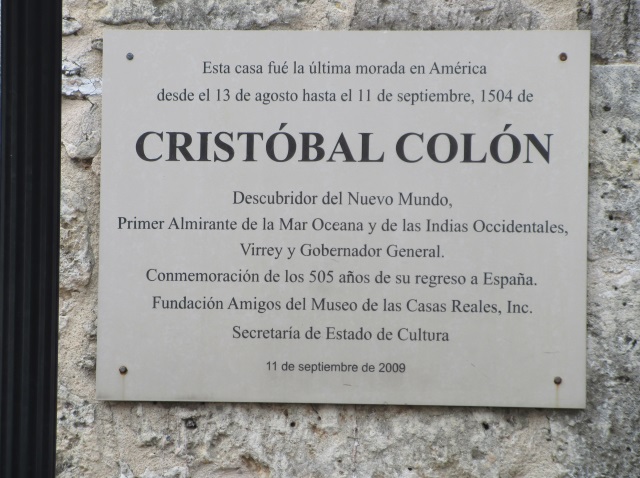 Esta casa fué la última morada en América
desde el 13 de agosto hasta el 11 de septiembre, 1504 de
CRISTÓBAL COLÓN
Descubridor del Nuevo Mundo,
Primer Almirante de la Mar Oceana y de las Indias Occidentales,
Virrey y Gobernador General.
Conmemoración de los 505 años de su regreso a España.
Fundación Amigos del Museo de las Casas Reales, Inc.
Secretaría de Estado de Cultura
11 de septiembre de 2009